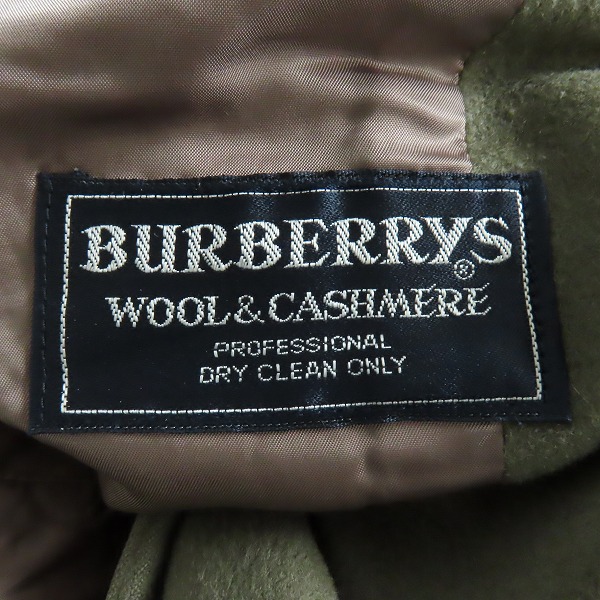 BURBERRYS®
WOOL & CASHMERE
PROFESSIONAL
DRY CLEAN ONLY